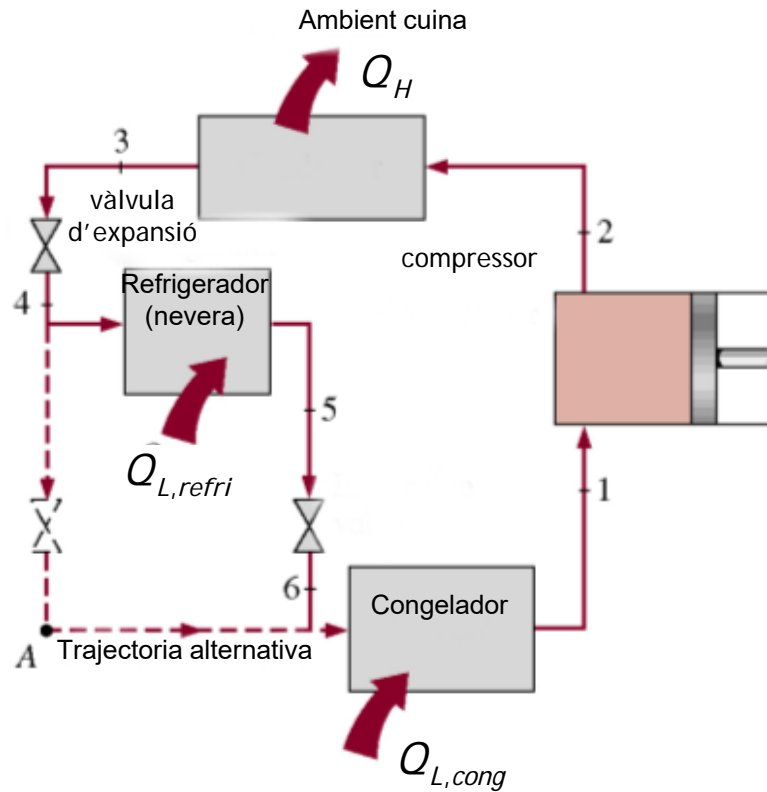 Ambient cuina
Q_H
3
vàlvula
d'expansió
2
compressor
Refrigerador
(nevera)
4
5
Q_L,refri
1
6
Congelador
A
Trajectoria alternativa
Q_L,cong